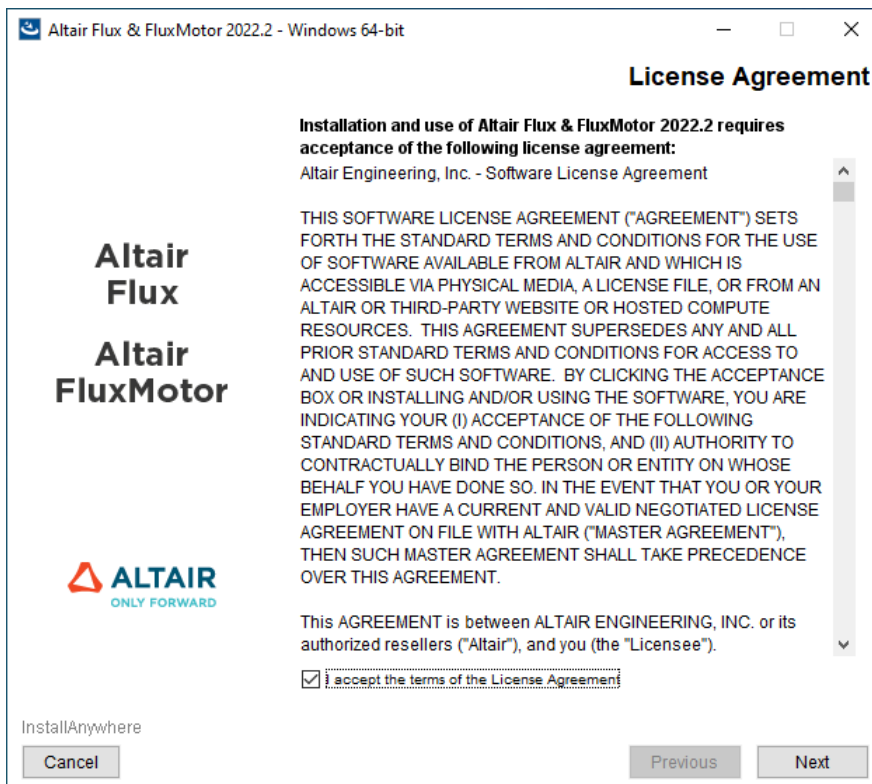 Altair Flux & FluxMotor 2022.2 - Windows 64-bit
License Agreement
Installation and use of Altair Flux & FluxMotor 2022.2 requires
acceptance of the following license agreement:
Altair Engineering, Inc. - Software License Agreement
THIS SOFTWARE LICENSE AGREEMENT ("AGREEMENT") SETS
FORTH THE STANDARD TERMS AND CONDITIONS FOR THE USE
OF SOFTWARE AVAILABLE FROM ALTAIR AND WHICH IS
ACCESSIBLE VIA PHYSICAL MEDIA, A LICENSE FILE, OR FROM AN
ALTAIR OR THIRD-PARTY WEBSITE OR HOSTED COMPUTE
RESOURCES.  THIS AGREEMENT SUPERSEDES ANY AND ALL
PRIOR STANDARD TERMS AND CONDITIONS FOR ACCESS TO
AND USE OF SUCH SOFTWARE.  BY CLICKING THE ACCEPTANCE
BOX OR INSTALLING AND/OR USING THE SOFTWARE, YOU ARE
INDICATING YOUR (I) ACCEPTANCE OF THE FOLLOWING
STANDARD TERMS AND CONDITIONS, AND (II) AUTHORITY TO
CONTRACTUALLY BIND THE PERSON OR ENTITY ON WHOSE
BEHALF YOU HAVE DONE SO. IN THE EVENT THAT YOU OR YOUR
EMPLOYER HAVE A CURRENT AND VALID NEGOTIATED LICENSE
AGREEMENT ON FILE WITH ALTAIR ("MASTER AGREEMENT"),
THEN SUCH MASTER AGREEMENT SHALL TAKE PRECEDENCE
OVER THIS AGREEMENT.
This AGREEMENT is between ALTAIR ENGINEERING, INC. or its
authorized resellers ("Altair"), and you (the "Licensee").
I accept the terms of the License Agreement
Altair
Flux
Altair
FluxMotor
ALTAIR
ONLY FORWARD
InstallAnywhere
Cancel
Previous
Next